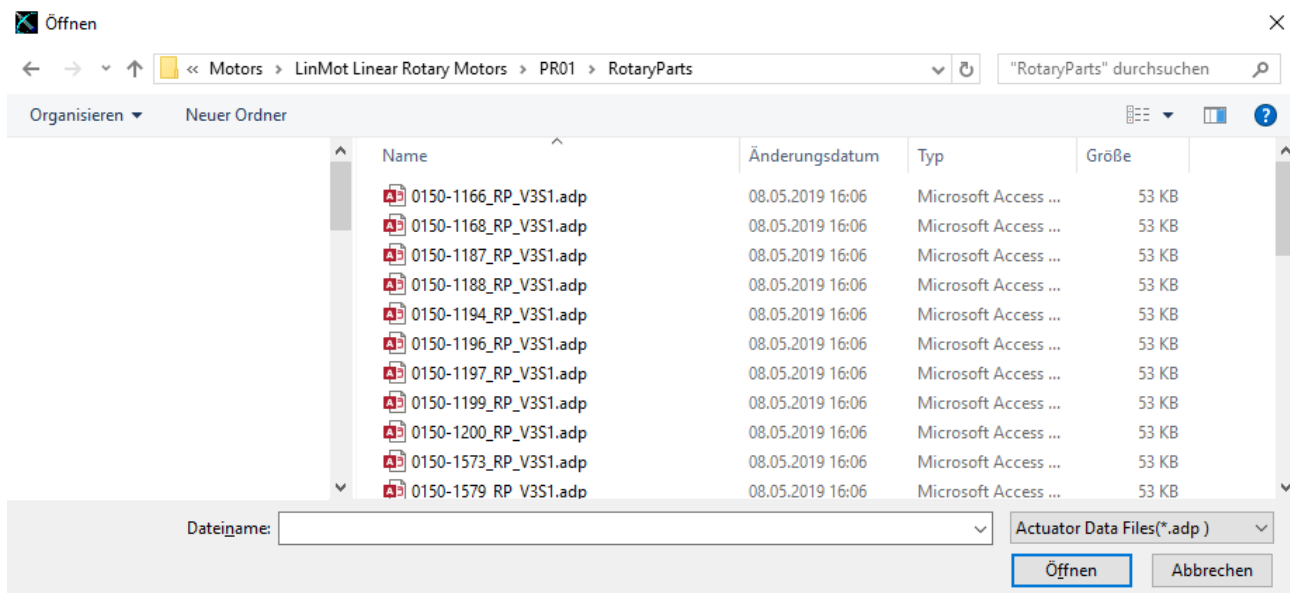 Öffnen
« Motors > LinMot Linear Rotary Motors > PR01 > RotaryParts "RotaryParts" durchsuchen
Organisieren Neuer Ordner ?
Name Änderungsdatum Typ Größe
0150-1166_RP_V3S1.adp 08.05.2019 16:06 Microsoft Access ... 53 KB
0150-1168_RP_V3S1.adp 08.05.2019 16:06 Microsoft Access ... 53 KB
0150-1187_RP_V3S1.adp 08.05.2019 16:06 Microsoft Access ... 53 KB
0150-1188_RP_V3S1.adp 08.05.2019 16:06 Microsoft Access ... 53 KB
0150-1194_RP_V3S1.adp 08.05.2019 16:06 Microsoft Access ... 53 KB
0150-1196_RP_V3S1.adp 08.05.2019 16:06 Microsoft Access ... 53 KB
0150-1197_RP_V3S1.adp 08.05.2019 16:06 Microsoft Access ... 53 KB
0150-1199_RP_V3S1.adp 08.05.2019 16:06 Microsoft Access ... 53 KB
0150-1200_RP_V3S1.adp 08.05.2019 16:06 Microsoft Access ... 53 KB
0150-1573_RP_V3S1.adp 08.05.2019 16:06 Microsoft Access ... 53 KB
0150-1579_RP_V3S1.adp 08.05.2019 16:06 Microsoft Access ... 53 KB
Dateiname: Actuator Data Files(*.adp )
Öffnen Abbrechen